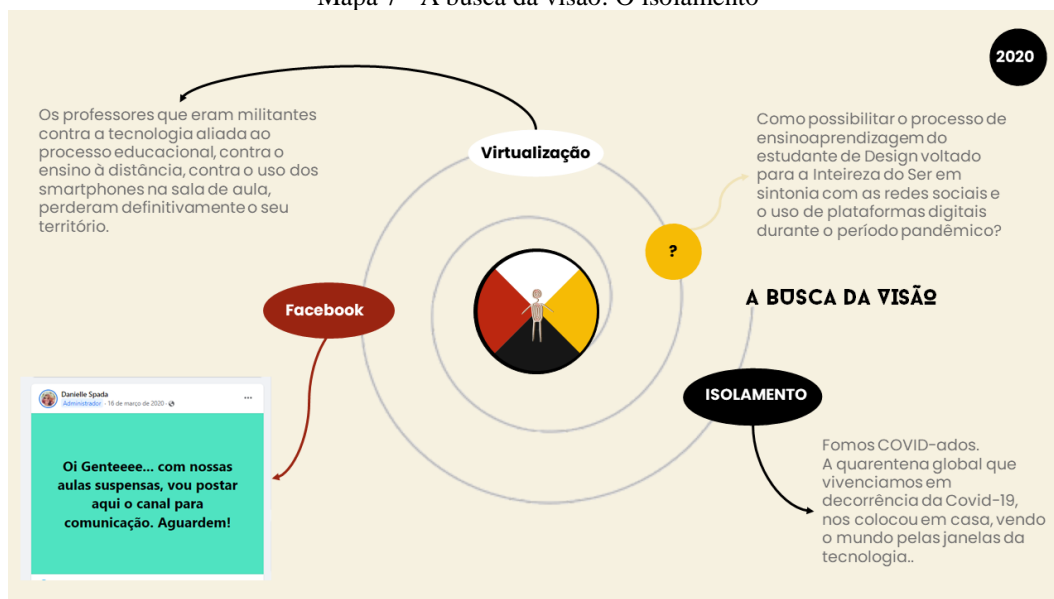 Mapa 7 - A busca da visão: O isolamento
2020
Os professores que eram militantes
contra a tecnologia aliada ao
processo educacional, contra o
ensino à distância, contra o uso dos
smartphones na sala de aula,
perderam definitivamente o seu
território.
Virtualização
Como possibilitar o processo de
ensinoaprendizagem do
estudante de Design voltado
para a Inteireza do Ser em
sintonia com as redes sociais e
o uso de plataformas digitais
durante o período pandêmico?
?
A BUSCA DA VISÃO
Facebook
ISOLAMENTO
Danielle Spada
Administrador · 16 de março de 2020 ·
Oi Genteeee... com nossas
aulas suspensas, vou postar
aqui o canal para
comunicação. Aguardem!
Fomos COVID-ados.
A quarentena global que
vivenciamos em
decorrência da Covid-19,
nos colocou em casa, vendo
o mundo pelas janelas da
tecnologia..